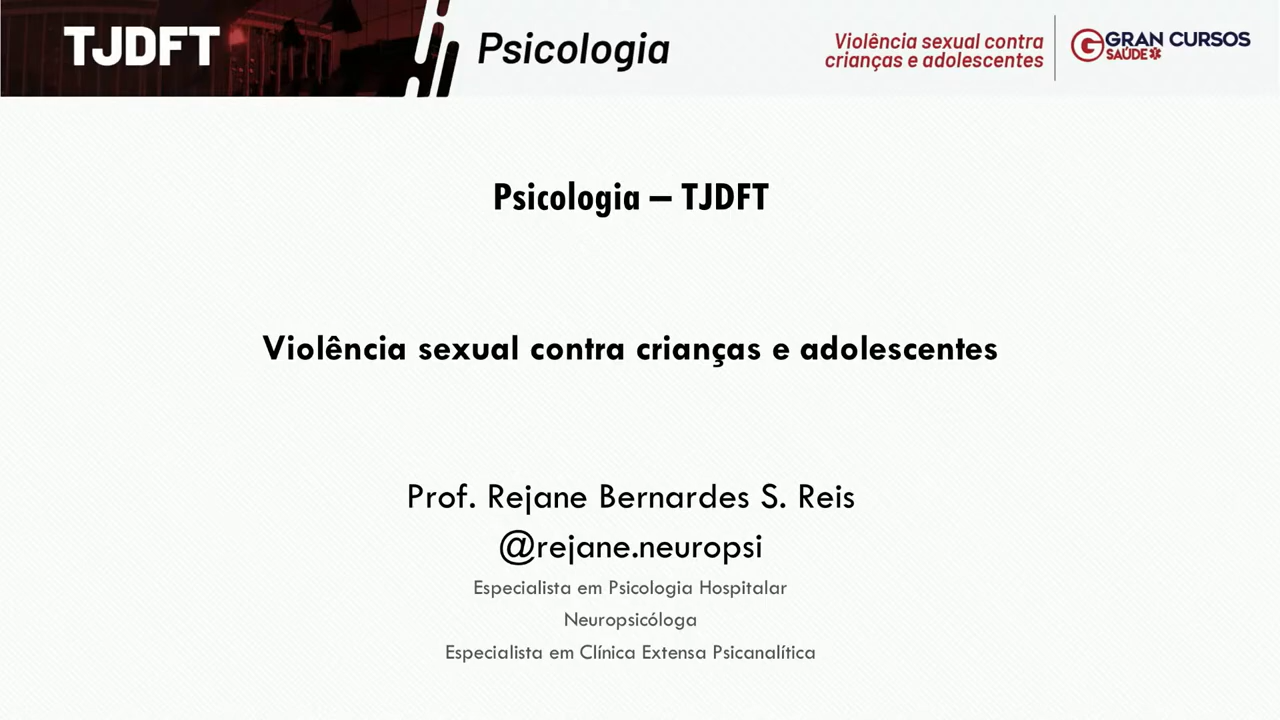 TJDFT
Psicologia
Violência sexual contra
crianças e adolescentes
GRAN CURSOS
SAÚDE
Psicologia – TJDFT
Violência sexual contra crianças e adolescentes
Prof. Rejane Bernardes S. Reis
@rejane.neuropsi
Especialista em Psicologia Hospitalar
Neuropsicóloga
Especialista em Clínica Extensa Psicanalítica